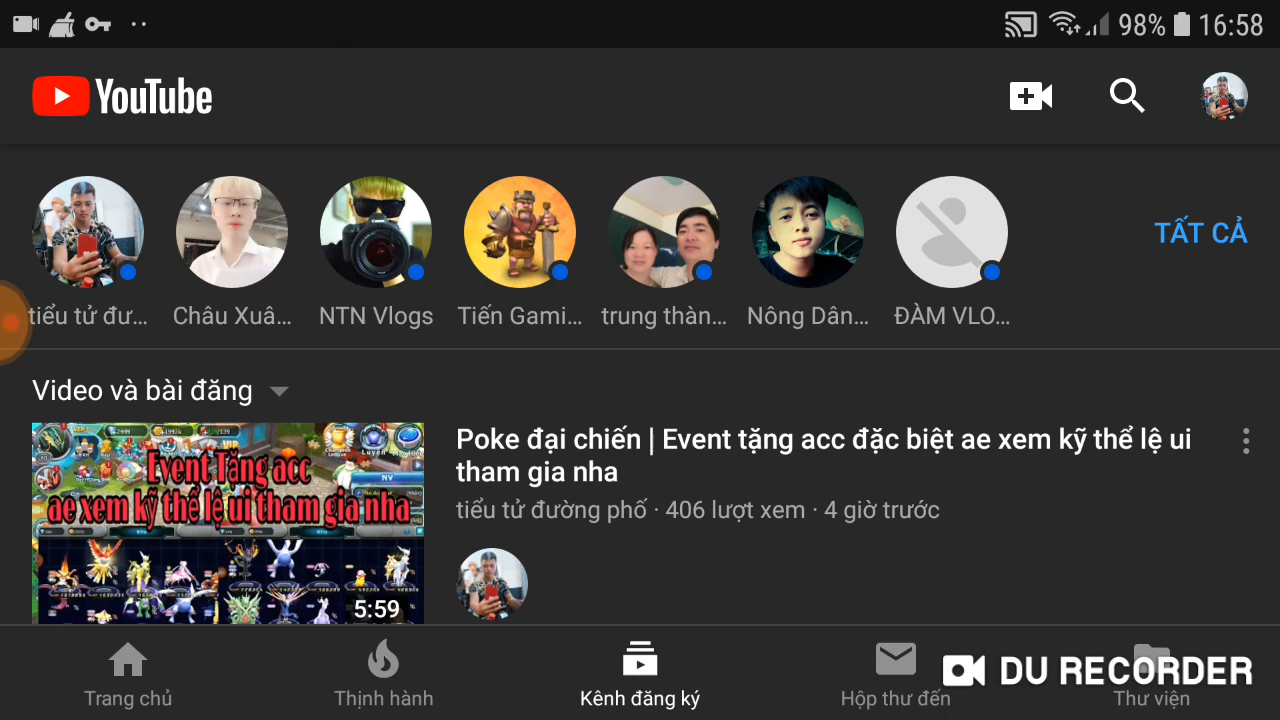 98% 16:58
YouTube
TẤT CẢ
tiểu tử đư... Châu Xuâ... NTN Vlogs Tiến Gami... trung thàn... Nông Dân... ĐÀM VLO...
Video và bài đăng
Event Tặng acc
ae xem kỹ thể lệ ui tham gia nha
5:59
Poke đại chiến | Event tặng acc đặc biệt ae xem kỹ thể lệ ui
tham gia nha
tiểu tử đường phố · 406 lượt xem · 4 giờ trước
Trang chủ Thịnh hành Kênh đăng ký Hộp thư đến Thư viện
DU RECORDER